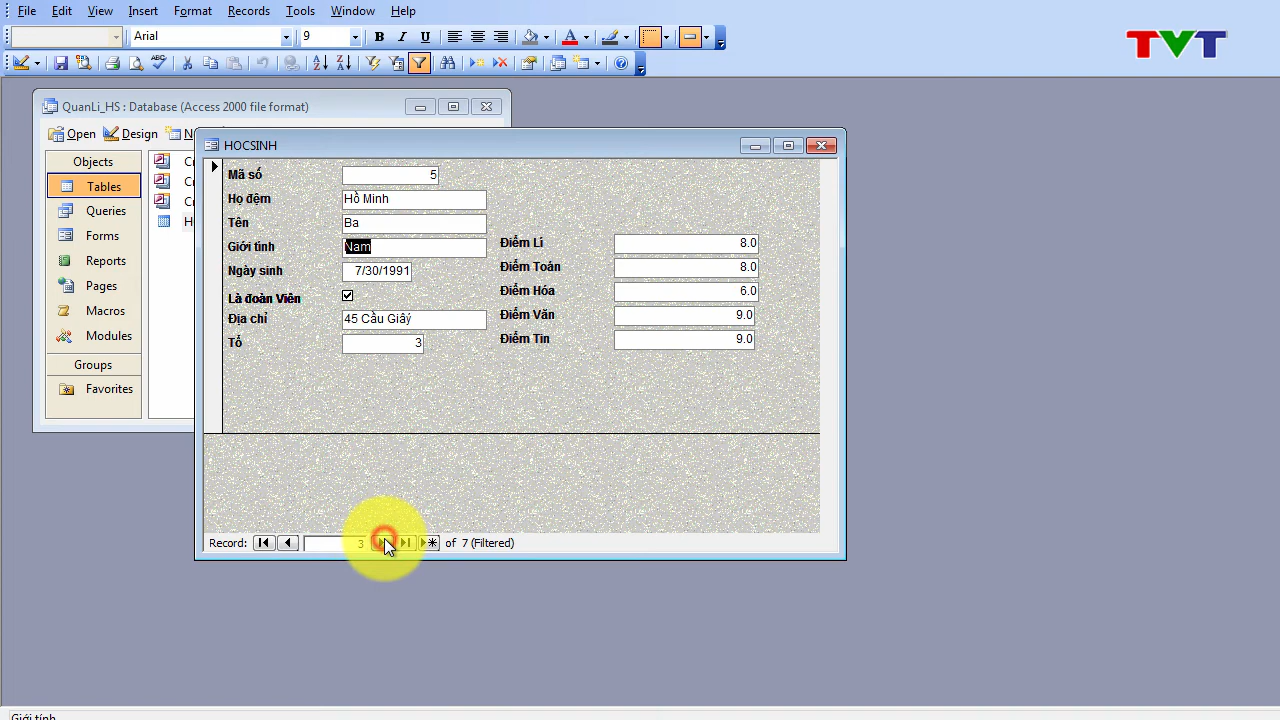 File Edit View Insert Format Records Tools Window Help
Arial 9 B I U
TVT
QuanLi_HS : Database (Access 2000 file format)
Open Design
Objects
Tables
Queries
Forms
Reports
Pages
Macros
Modules
Groups
Favorites
HOCSINH
Mã số 5
Họ đệm Hồ Minh
Tên Ba
Giới tính Nam
Ngày sinh 7/30/1991
Là đoàn Viên
Địa chỉ 45 Cầu Giấy
Tổ 3
Điểm Li 8.0
Điểm Toán 8.0
Điểm Hóa 6.0
Điểm Văn 9.0
Điểm Tin 9.0
Record: 3 of 7 (Filtered)
Giới tính